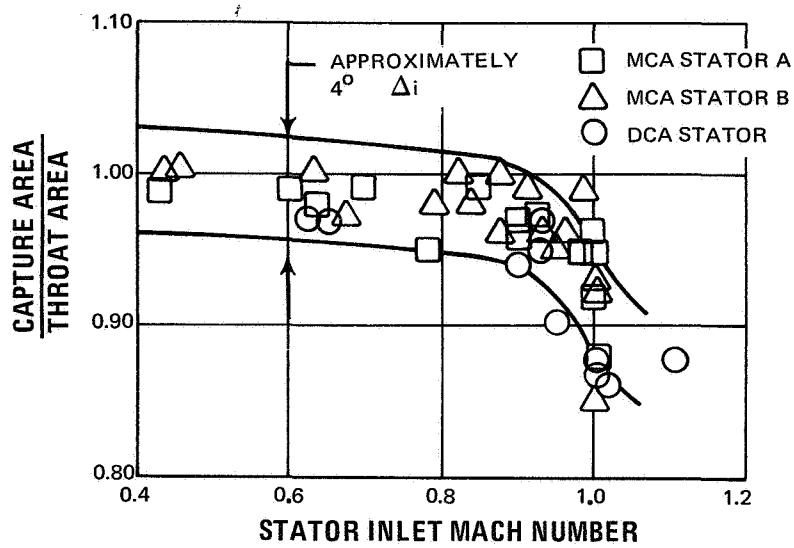 1.10
1.00
0.90
0.80
CAPTURE AREA
THROAT AREA
APPROXIMATELY
4° Δi
MCA STATOR A
MCA STATOR B
DCA STATOR
0.4
0.6
0.8
1.0
1.2
STATOR INLET MACH NUMBER